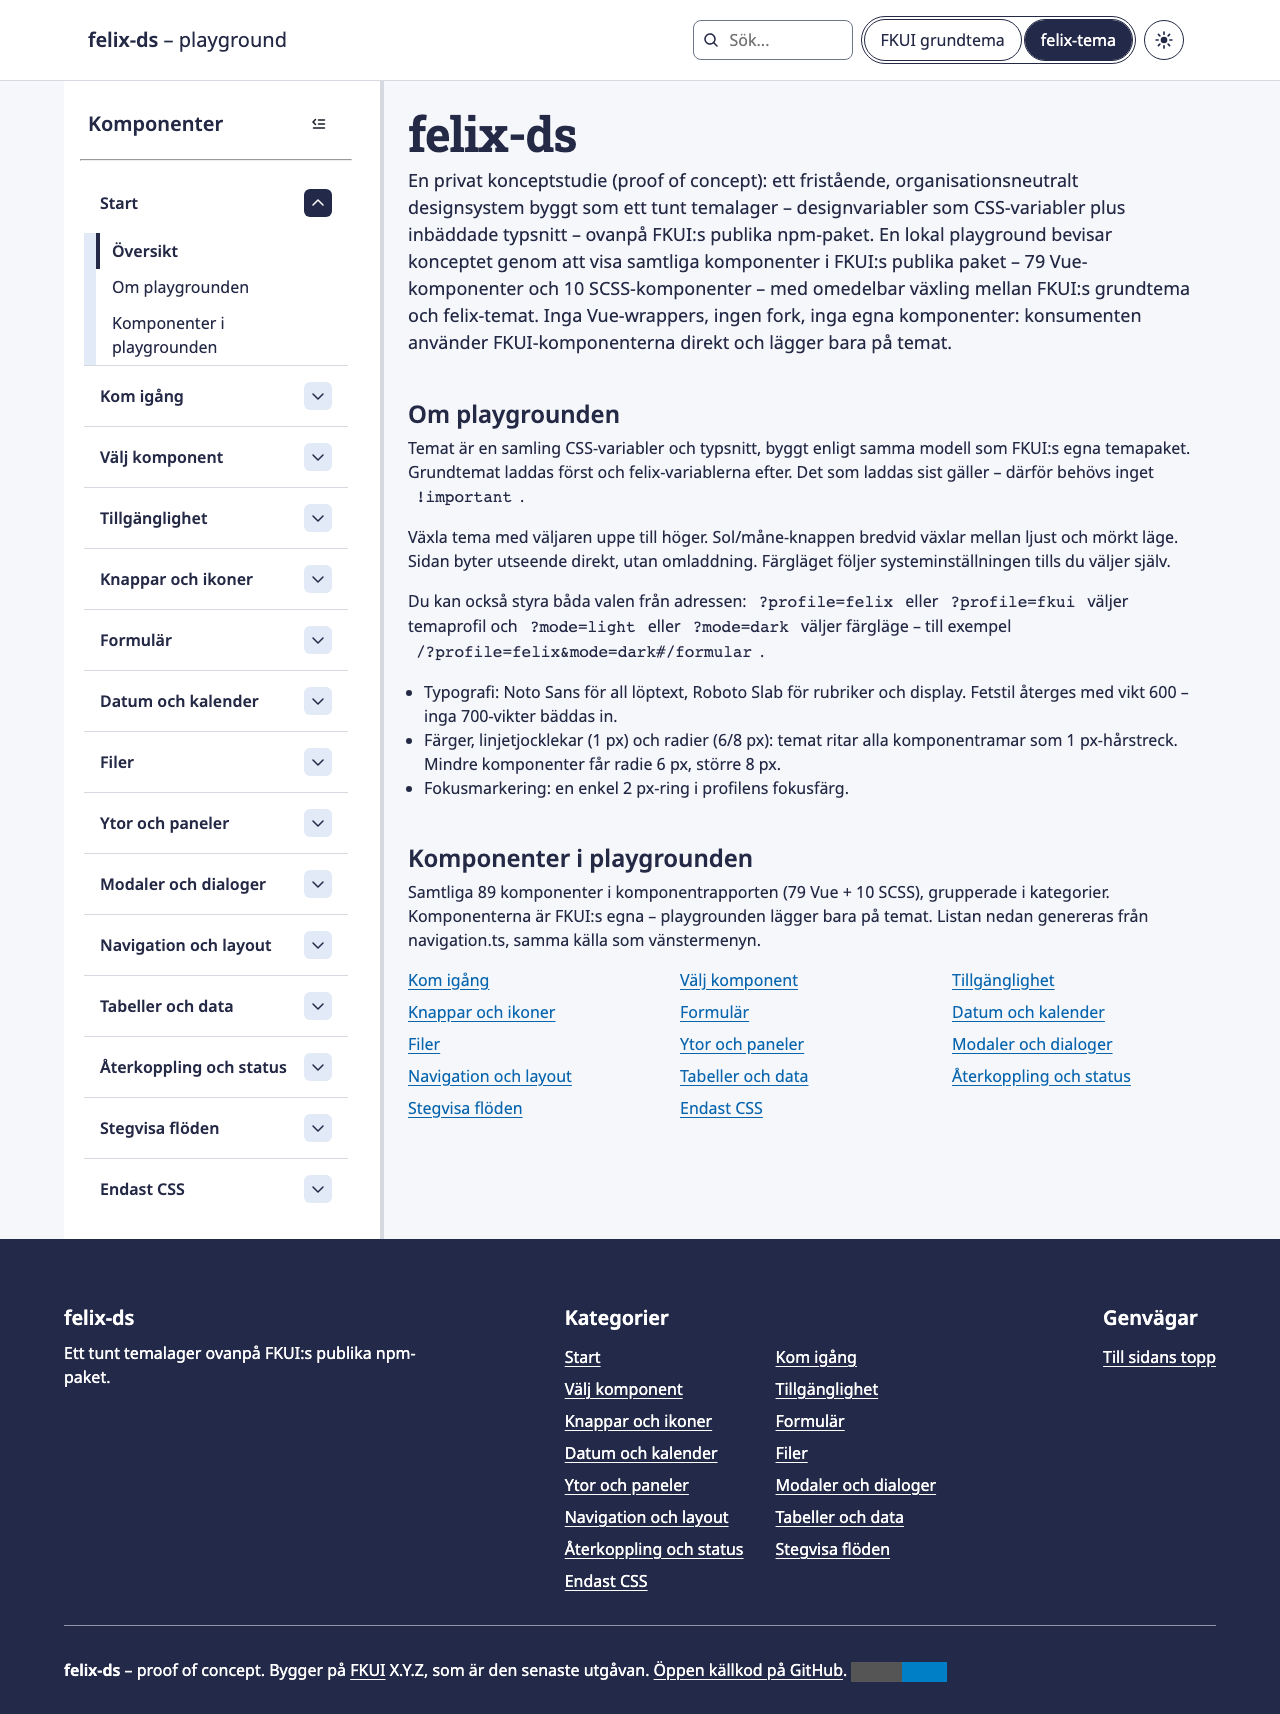 felix-ds – playground
Sök...
FKUI grundtema
felix-tema
Komponenter
Start
Översikt
Om playgrounden
Komponenter i
playgrounden
Kom igång
Välj komponent
Tillgänglighet
Knappar och ikoner
Formulär
Datum och kalender
Filer
Ytor och paneler
Modaler och dialoger
Navigation och layout
Tabeller och data
Återkoppling och status
Stegvisa flöden
Endast CSS
felix-ds
En privat konceptstudie (proof of concept): ett fristående, organisationsneutralt
designsystem byggt som ett tunt temalager – designvariabler som CSS-variabler plus
inbäddade typsnitt – ovanpå FKUI:s publika npm-paket. En lokal playground bevisar
konceptet genom att visa samtliga komponenter i FKUI:s publika paket – 79 Vue-
komponenter och 10 SCSS-komponenter – med omedelbar växling mellan FKUI:s grundtema
och felix-temat. Inga Vue-wrappers, ingen fork, inga egna komponenter: konsumenten
använder FKUI-komponenterna direkt och lägger bara på temat.
Om playgrounden
Temat är en samling CSS-variabler och typsnitt, byggt enligt samma modell som FKUI:s egna temapaket.
Grundtemat laddas först och felix-variablerna efter. Det som laddas sist gäller – därför behövs inget
!important .
Växla tema med väljaren uppe till höger. Sol/måne-knappen bredvid växlar mellan ljust och mörkt läge.
Sidan byter utseende direkt, utan omladdning. Färgläget följer systeminställningen tills du väljer själv.
Du kan också styra båda valen från adressen: ?profile=felix eller ?profile=fkui väljer
temaprofil och ?mode=light eller ?mode=dark väljer färgläge – till exempel
/?profile=felix&mode=dark#/formular .
Typografi: Noto Sans för all löptext, Roboto Slab för rubriker och display. Fetstil återges med vikt 600 –
inga 700-vikter bäddas in.
Färger, linjetjocklekar (1 px) och radier (6/8 px): temat ritar alla komponentramar som 1 px-hårstreck.
Mindre komponenter får radie 6 px, större 8 px.
Fokusmarkering: en enkel 2 px-ring i profilens fokusfärg.
Komponenter i playgrounden
Samtliga 89 komponenter i komponentrapporten (79 Vue + 10 SCSS), grupperade i kategorier.
Komponenterna är FKUI:s egna – playgrounden lägger bara på temat. Listan nedan genereras från
navigation.ts, samma källa som vänstermenyn.
Kom igång Välj komponent Tillgänglighet
Knappar och ikoner Formulär Datum och kalender
Filer Ytor och paneler Modaler och dialoger
Navigation och layout Tabeller och data Återkoppling och status
Stegvisa flöden Endast CSS
felix-ds
Ett tunt temalager ovanpå FKUI:s publika npm-
paket.
Kategorier
Start Kom igång
Välj komponent Tillgänglighet
Knappar och ikoner Formulär
Datum och kalender Filer
Ytor och paneler Modaler och dialoger
Navigation och layout Tabeller och data
Återkoppling och status Stegvisa flöden
Endast CSS
Genvägar
Till sidans topp
felix-ds – proof of concept. Bygger på FKUI X.Y.Z, som är den senaste utgåvan. Öppen källkod på GitHub.